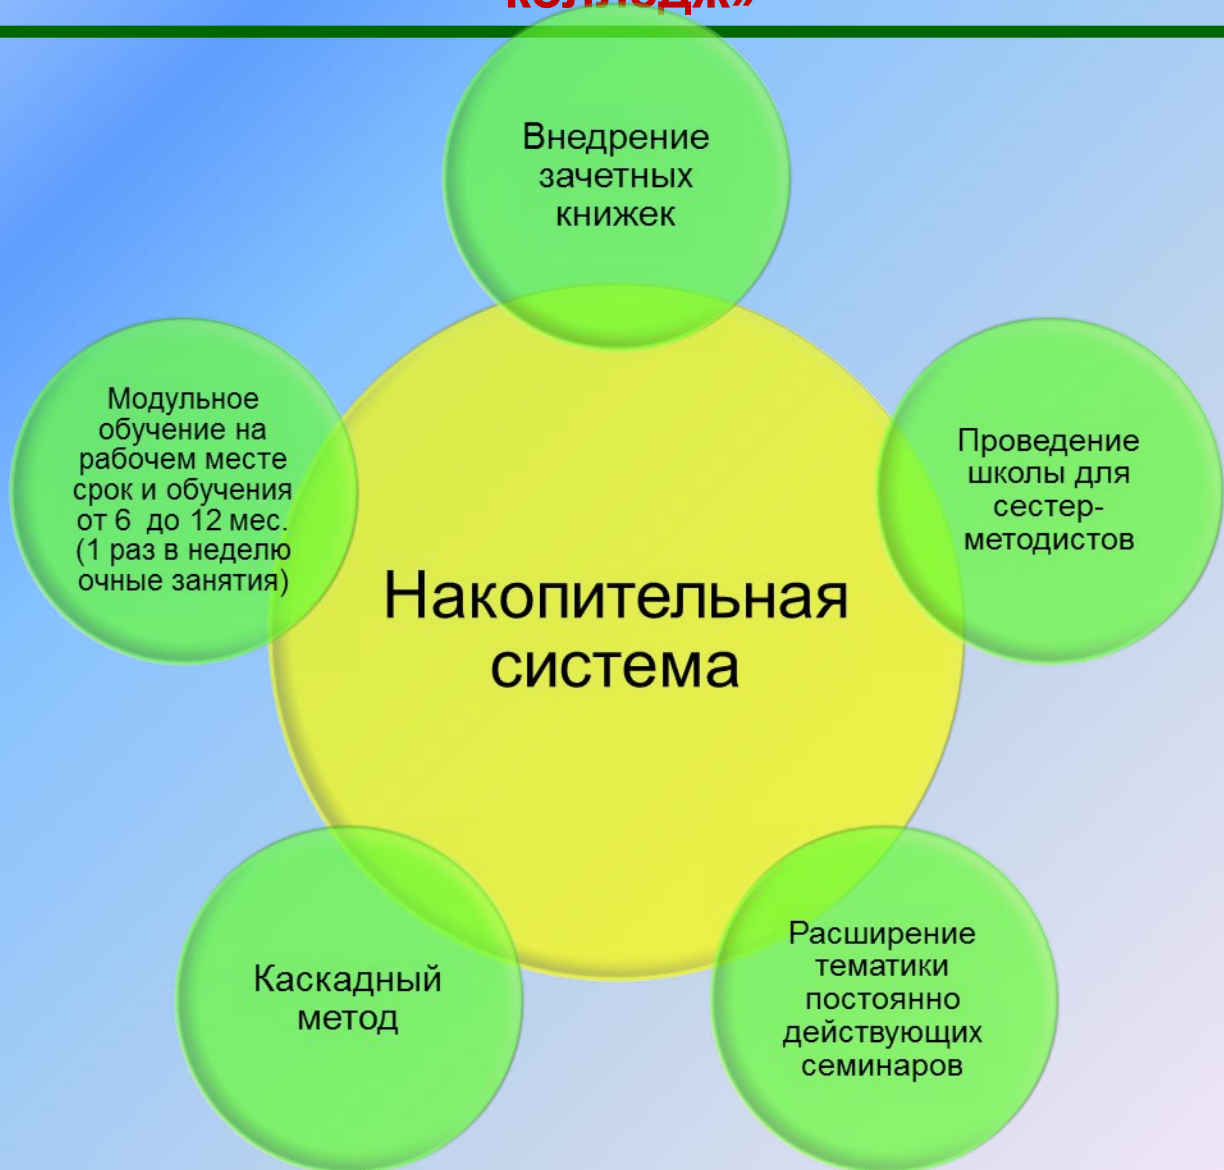 колледж»
Внедрение
зачетных
книжек
Модульное
обучение на
рабочем месте
срок и обучения
от 6 до 12 мес.
(1 раз в неделю
очные занятия)
Проведение
школы для
сестер-
методистов
Накопительная
система
Каскадный
метод
Расширение
тематики
постоянно
действующих
семинаров